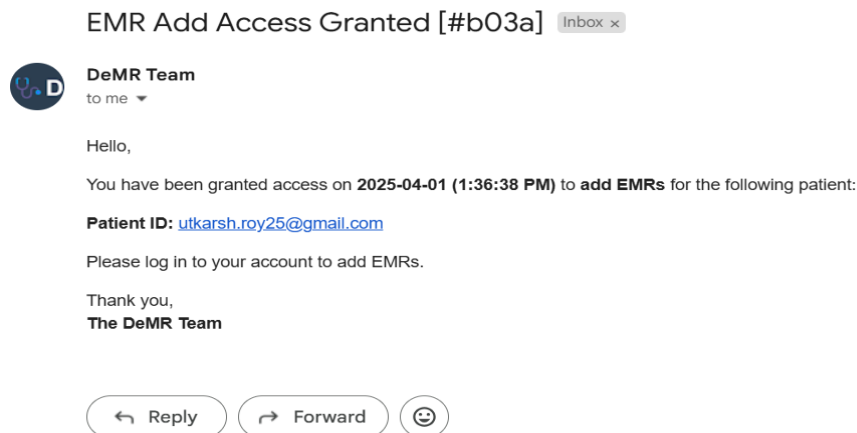 EMR Add Access Granted [#b03a] Inbox ×
D
DeMR Team
to me
Hello,
You have been granted access on 2025-04-01 (1:36:38 PM) to add EMRs for the following patient:
Patient ID: utkarsh.roy25@gmail.com
Please log in to your account to add EMRs.
Thank you,
The DeMR Team
Reply Forward